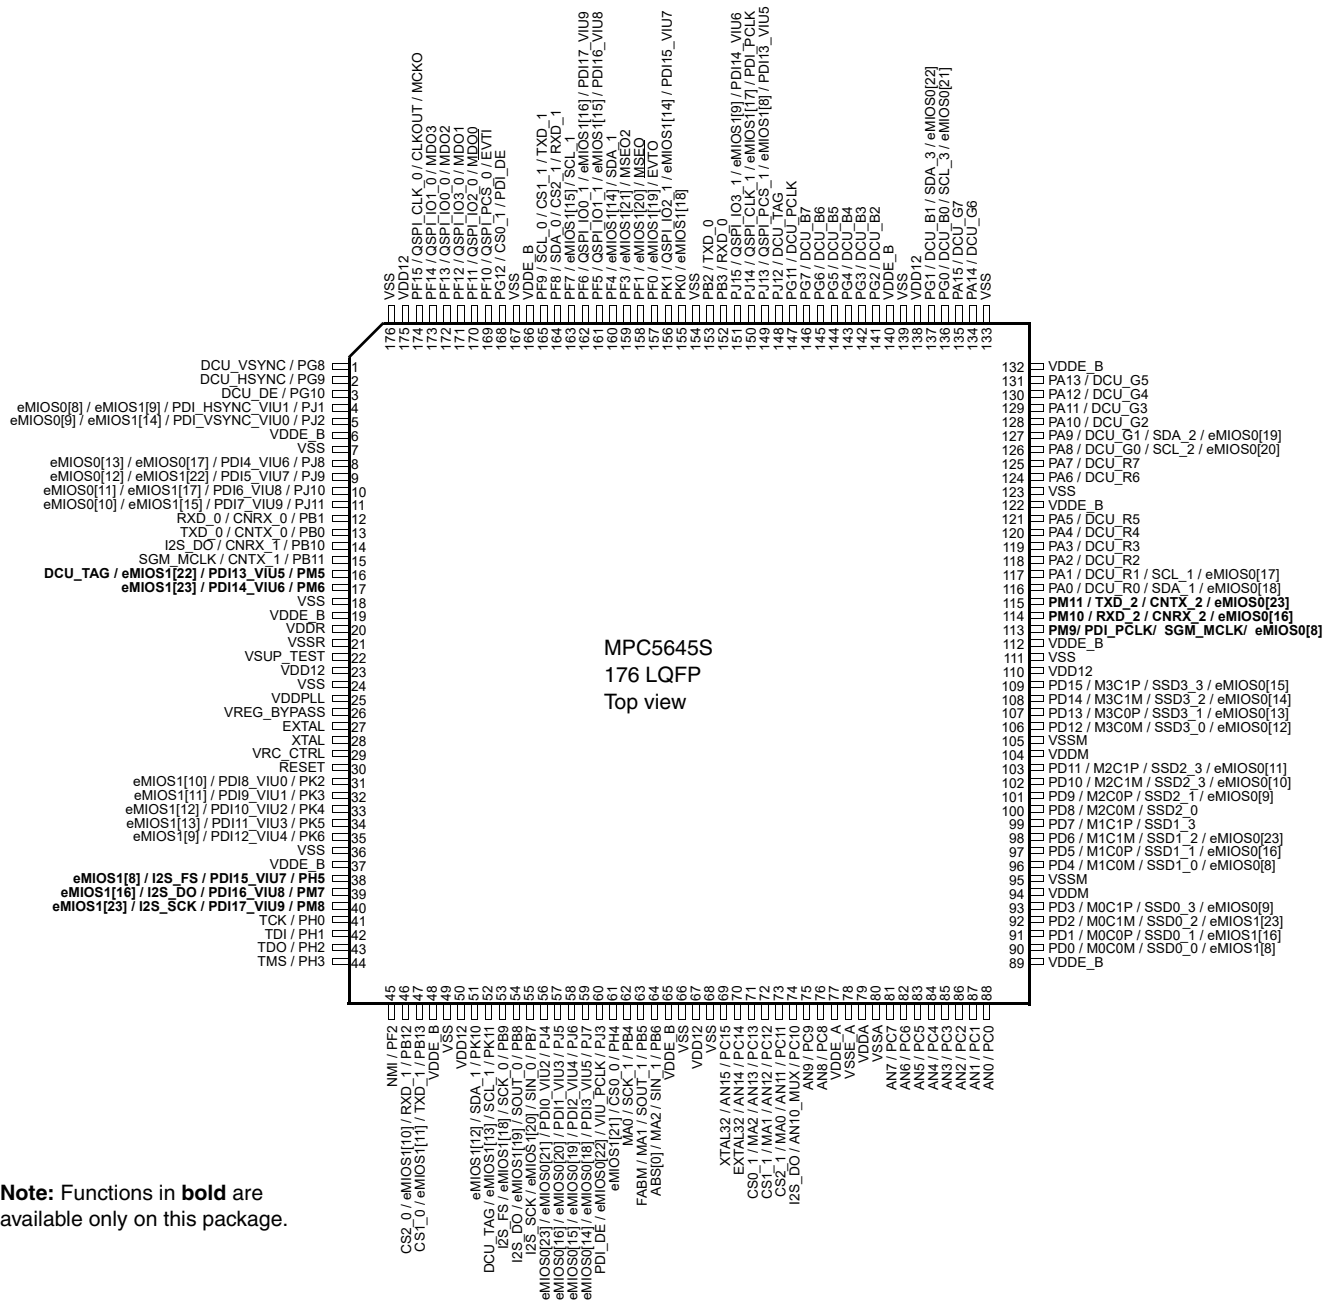 VSS
VDD12
PF15 / QSPI_CLK_0 / CLKOUT / MCKO
PF14 / QSPI_IO1_0 / MDO3
PF13 / QSPI_IO0_0 / MDO2
PF12 / QSPI_IO3_0 / MDO1
PF11 / QSPI_IO2_0 / MDO0
PF10 / QSPI_PCS_0 / EVTI
PG12 / CS0_1 / PDI_DE
VSS
VDDE_B
PF9 / SCL_0 / CS1_1 / TXD_1
PF8 / SDA_0 / CS2_1 / RXD_1
PF7 / eMIOS1[15] / SCL_1
PF6 / QSPI_IO0_1 / eMIOS1[16] / PDI17_VIU9
PF5 / QSPI_IO1_1 / eMIOS1[15] / PDI16_VIU8
PF4 / eMIOS1[14] / SDA_1
PF3 / eMIOS1[21] / MSEO2
PF1 / eMIOS1[20] / MSEO
PF0 / eMIOS1[19] / EVTO
PK1 / QSPI_IO2_1 / eMIOS1[14] / PDI15_VIU7
PK0 / eMIOS1[18]
VSS
PB2 / TXD_0
PB3 / RXD_0
PJ15 / QSPI_IO3_1 / eMIOS1[9] / PDI14_VIU6
PJ14 / QSPI_CLK_1 / eMIOS1[17] / PDI_PCLK
PJ13 / QSPI_PCS_1 / eMIOS1[8] / PDI13_VIU5
PJ12 / DCU_TAG
PG11 / DCU_PCLK
PG7 / DCU_B7
PG6 / DCU_B6
PG5 / DCU_B5
PG4 / DCU_B4
PG3 / DCU_B3
PG2 / DCU_B2
VDDE_B
VSS
VDD12
PG1 / DCU_B1 / SDA_3 / eMIOS0[22]
PG0 / DCU_B0 / SCL_3 / eMIOS0[21]
PA15 / DCU_G7
PA14 / DCU_G6
VSS
176
175
174
173
172
171
170
169
168
167
166
165
164
163
162
161
160
159
158
157
156
155
154
153
152
151
150
149
148
147
146
145
144
143
142
141
140
139
138
137
136
135
134
133
DCU_VSYNC / PG8 1
DCU_HSYNC / PG9 2
DCU_DE / PG10 3
eMIOS0[8] / eMIOS1[9] / PDI_HSYNC_VIU1 / PJ1 4
eMIOS0[9] / eMIOS1[14] / PDI_VSYNC_VIU0 / PJ2 5
VDDE_B 6
VSS 7
eMIOS0[13] / eMIOS0[17] / PDI4_VIU6 / PJ8 8
eMIOS0[12] / eMIOS1[22] / PDI5_VIU7 / PJ9 9
eMIOS0[11] / eMIOS1[17] / PDI6_VIU8 / PJ10 10
eMIOS0[10] / eMIOS1[15] / PDI7_VIU9 / PJ11 11
RXD_0 / CNRX_0 / PB1 12
TXD_0 / CNTX_0 / PB0 13
I2S_DO / CNRX_1 / PB10 14
SGM_MCLK / CNTX_1 / PB11 15
DCU_TAG / eMIOS1[22] / PDI13_VIU5 / PM5 16
eMIOS1[23] / PDI14_VIU6 / PM6 17
VSS 18
VDDE_B 19
VDDR 20
VSSR 21
VSUP_TEST 22
VDD12 23
VSS 24
VDDPLL 25
VREG_BYPASS 26
EXTAL 27
XTAL 28
VRC_CTRL 29
RESET 30
eMIOS1[10] / PDI8_VIU0 / PK2 31
eMIOS1[11] / PDI9_VIU1 / PK3 32
eMIOS1[12] / PDI10_VIU2 / PK4 33
eMIOS1[13] / PDI11_VIU3 / PK5 34
eMIOS1[9] / PDI12_VIU4 / PK6 35
VSS 36
VDDE_B 37
eMIOS1[8] / I2S_FS / PDI15_VIU7 / PH5 38
eMIOS1[16] / I2S_DO / PDI16_VIU8 / PM7 39
eMIOS1[23] / I2S_SCK / PDI17_VIU9 / PM8 40
TCK / PH0 41
TDI / PH1 42
TDO / PH2 43
TMS / PH3 44
MPC5645S
176 LQFP
Top view
132 VDDE_B
131 PA13 / DCU_G5
130 PA12 / DCU_G4
129 PA11 / DCU_G3
128 PA10 / DCU_G2
127 PA9 / DCU_G1 / SDA_2 / eMIOS0[19]
126 PA8 / DCU_G0 / SCL_2 / eMIOS0[20]
125 PA7 / DCU_R7
124 PA6 / DCU_R6
123 VSS
122 VDDE_B
121 PA5 / DCU_R5
120 PA4 / DCU_R4
119 PA3 / DCU_R3
118 PA2 / DCU_R2
117 PA1 / DCU_R1 / SCL_1 / eMIOS0[17]
116 PA0 / DCU_R0 / SDA_1 / eMIOS0[18]
115 PM11 / TXD_2 / CNTX_2 / eMIOS0[23]
114 PM10 / RXD_2 / CNRX_2 / eMIOS0[16]
113 PM9/ PDI_PCLK/ SGM_MCLK/ eMIOS0[8]
112 VDDE_B
111 VSS
110 VDD12
109 PD15 / M3C1P / SSD3_3 / eMIOS0[15]
108 PD14 / M3C1M / SSD3_2 / eMIOS0[14]
107 PD13 / M3C0P / SSD3_1 / eMIOS0[13]
106 PD12 / M3C0M / SSD3_0 / eMIOS0[12]
105 VSSM
104 VDDM
103 PD11 / M2C1P / SSD2_3 / eMIOS0[11]
102 PD10 / M2C1M / SSD2_3 / eMIOS0[10]
101 PD9 / M2C0P / SSD2_1 / eMIOS0[9]
100 PD8 / M2C0M / SSD2_0
99 PD7 / M1C1P / SSD1_3
98 PD6 / M1C1M / SSD1_2 / eMIOS0[23]
97 PD5 / M1C0P / SSD1_1 / eMIOS0[16]
96 PD4 / M1C0M / SSD1_0 / eMIOS0[8]
95 VSSM
94 VDDM
93 PD3 / M0C1P / SSD0_3 / eMIOS0[9]
92 PD2 / M0C1M / SSD0_2 / eMIOS1[23]
91 PD1 / M0C0P / SSD0_1 / eMIOS1[16]
90 PD0 / M0C0M / SSD0_0 / eMIOS1[8]
89 VDDE_B
45
46
47
48
49
50
51
52
53
54
55
56
57
58
59
60
61
62
63
64
65
66
67
68
69
70
71
72
73
74
75
76
77
78
79
80
81
82
83
84
85
86
87
88
NMI / PF2
CS2_0 / eMIOS1[10] / RXD_1 / PB12
CS1_0 / eMIOS1[11] / TXD_1 / PB13
VDDE_B
VSS
VDD12
eMIOS1[12] / SDA_1 / PK10
DCU_TAG / eMIOS1[13] / SCL_1 / PK11
I2S_FS / eMIOS1[18] / SCK_0 / PB9
I2S_DO / eMIOS1[19] / SOUT_0 / PB8
I2S_SCK / eMIOS1[20] / SIN_0 / PB7
eMIOS0[23] / eMIOS0[21] / PDI0_VIU2 / PJ4
eMIOS0[16] / eMIOS0[20] / PDI1_VIU3 / PJ5
eMIOS0[15] / eMIOS0[19] / PDI2_VIU4 / PJ6
eMIOS0[14] / eMIOS0[18] / PDI3_VIU5 / PJ7
PDI_DE / eMIOS0[22] / VIU_PCLK / PJ3
eMIOS1[21] / CS0_0 / PH4
MA0 / SCK_1 / PB4
FABM / MA1 / SOUT_1 / PB5
ABS[0] / MA2 / SIN_1 / PB6
VDDE_B
VSS
VDD12
VSS
XTAL32 / AN15 / PC15
EXTAL32 / AN14 / PC14
CS0_1 / MA2 / AN13 / PC13
CS1_1 / MA1 / AN12 / PC12
CS2_1 / MA0 / AN11 / PC11
I2S_DO / AN10_MUX / PC10
AN9 / PC9
AN8 / PC8
VDDE_A
VSSE_A
VDDA
VSSA
AN7 / PC7
AN6 / PC6
AN5 / PC5
AN4 / PC4
AN3 / PC3
AN2 / PC2
AN1 / PC1
AN0 / PC0
Note: Functions in bold are
available only on this package.